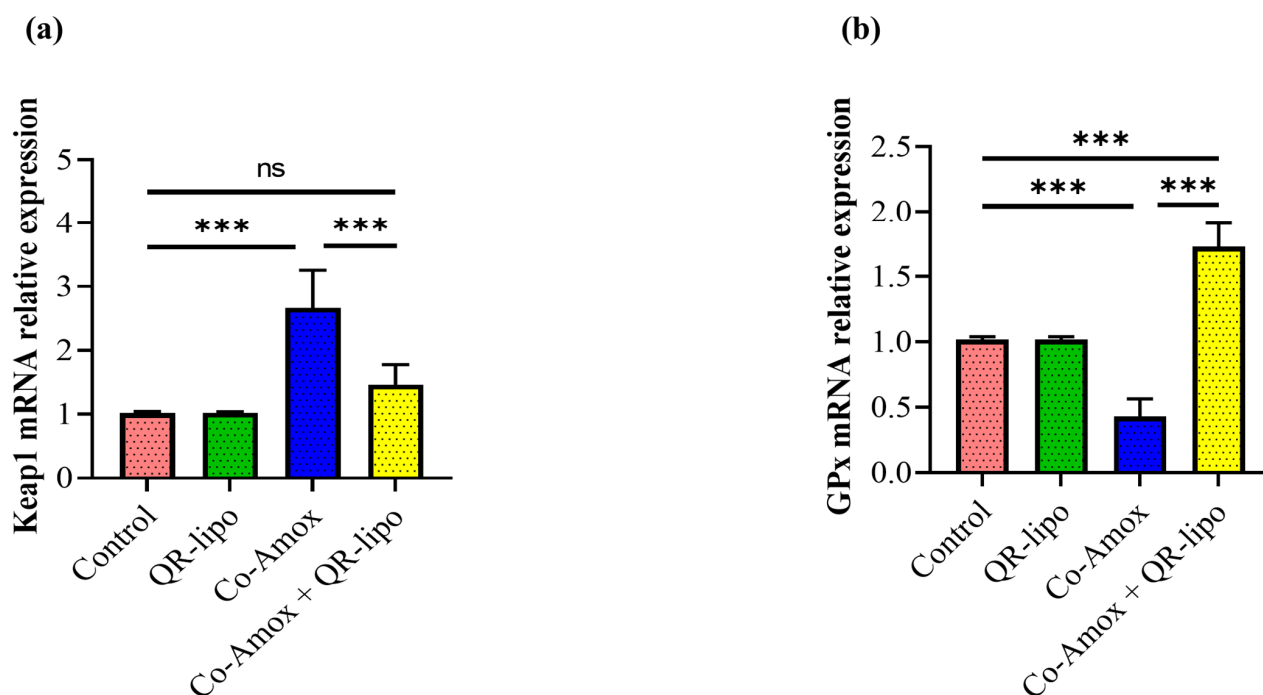 (a)
Keap1 mRNA relative expression
5
4
3
2
1
0
ns
***
***
Control
QR-lipo
Co-Amox
Co-Amox + QR-lipo
(b)
GPx mRNA relative expression
2.5
2.0
1.5
1.0
0.5
0.0
***
***
***
Control
QR-lipo
Co-Amox
Co-Amox + QR-lipo